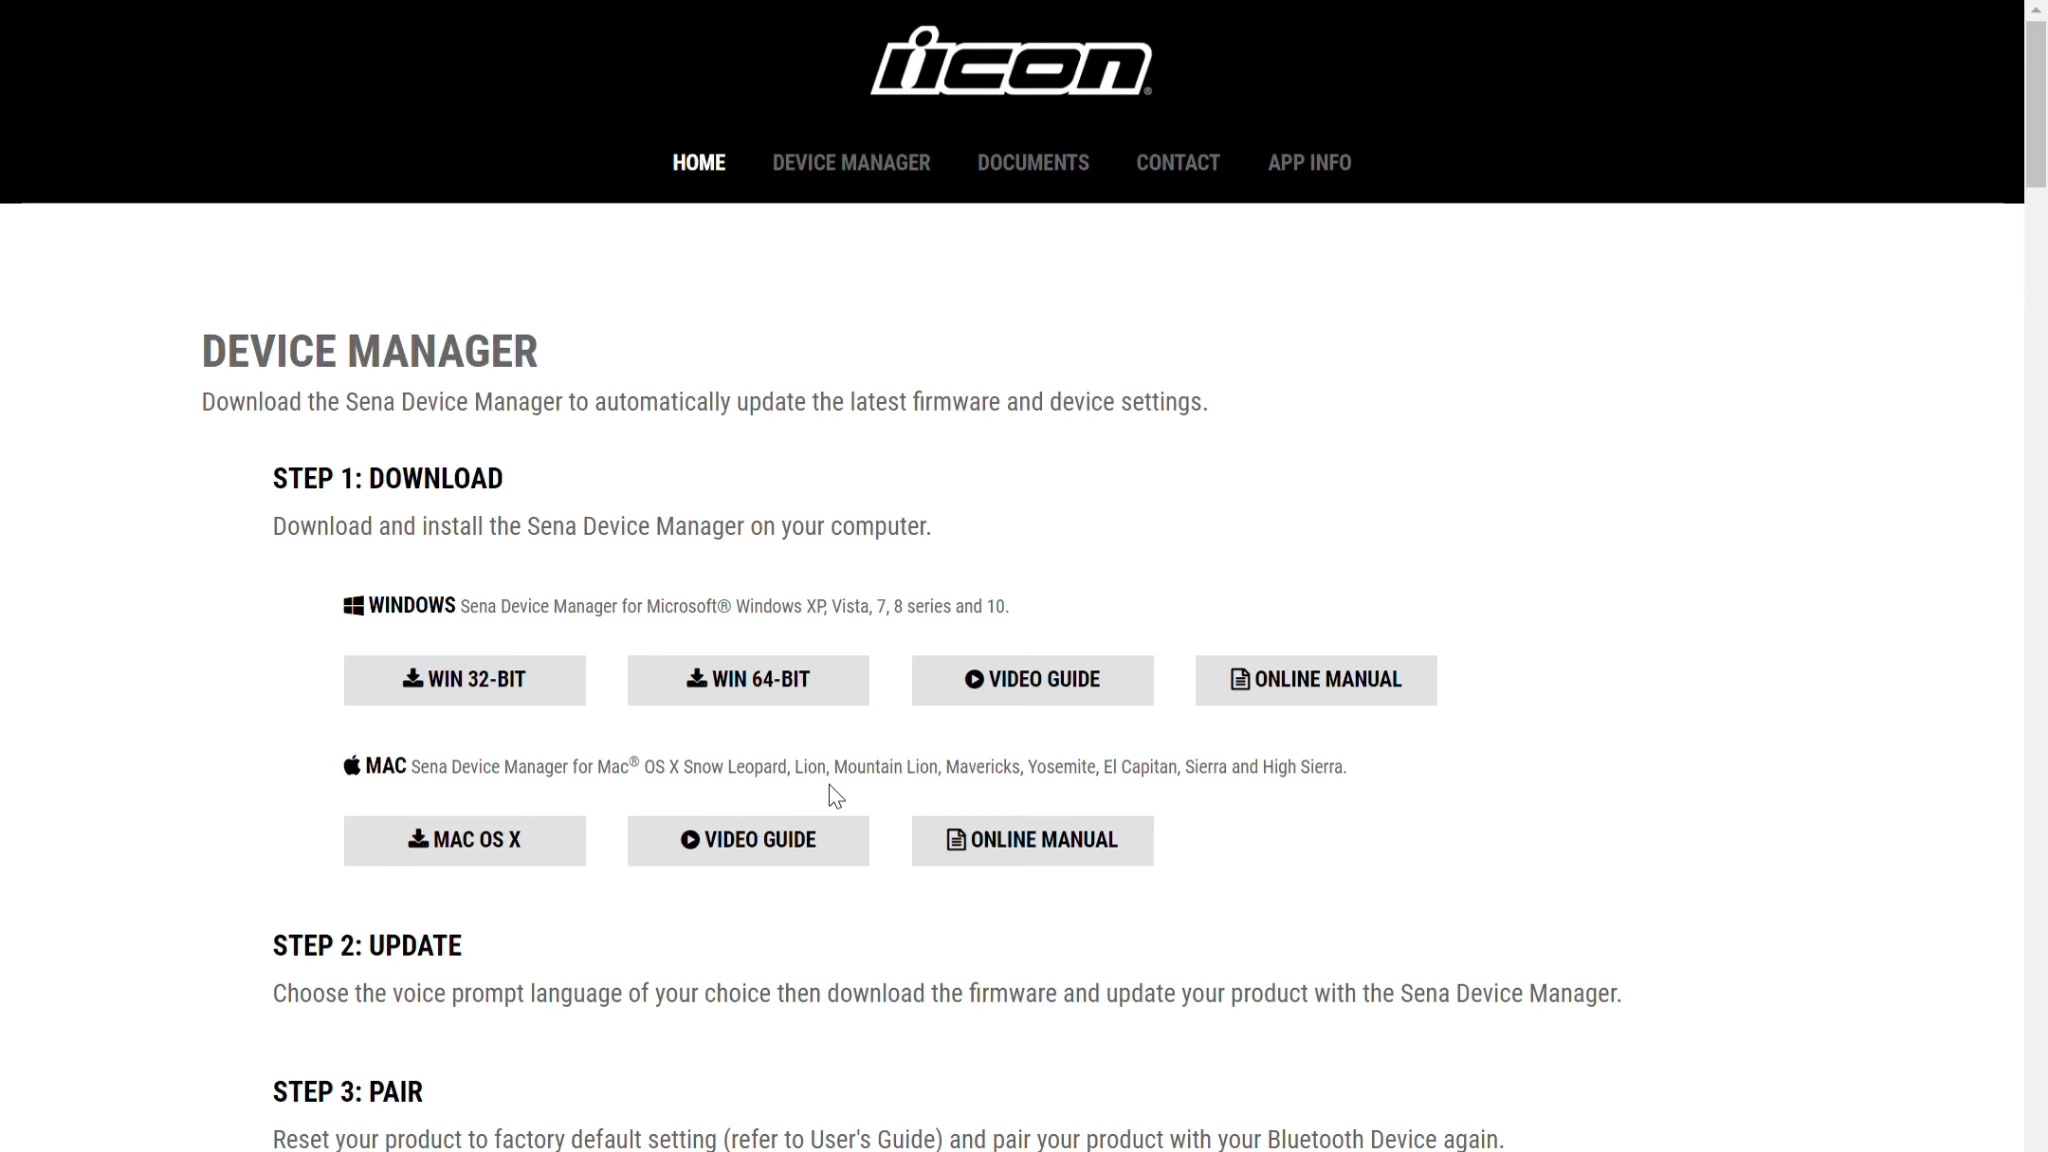 icon®
HOME DEVICE MANAGER DOCUMENTS CONTACT APP INFO
DEVICE MANAGER
Download the Sena Device Manager to automatically update the latest firmware and device settings.
STEP 1: DOWNLOAD
Download and install the Sena Device Manager on your computer.
WINDOWS Sena Device Manager for Microsoft® Windows XP, Vista, 7, 8 series and 10.
WIN 32-BIT WIN 64-BIT VIDEO GUIDE ONLINE MANUAL
MAC Sena Device Manager for Mac® OS X Snow Leopard, Lion, Mountain Lion, Mavericks, Yosemite, El Capitan, Sierra and High Sierra.
MAC OS X VIDEO GUIDE ONLINE MANUAL
STEP 2: UPDATE
Choose the voice prompt language of your choice then download the firmware and update your product with the Sena Device Manager.
STEP 3: PAIR
Reset your product to factory default setting (refer to User's Guide) and pair your product with your Bluetooth Device again.